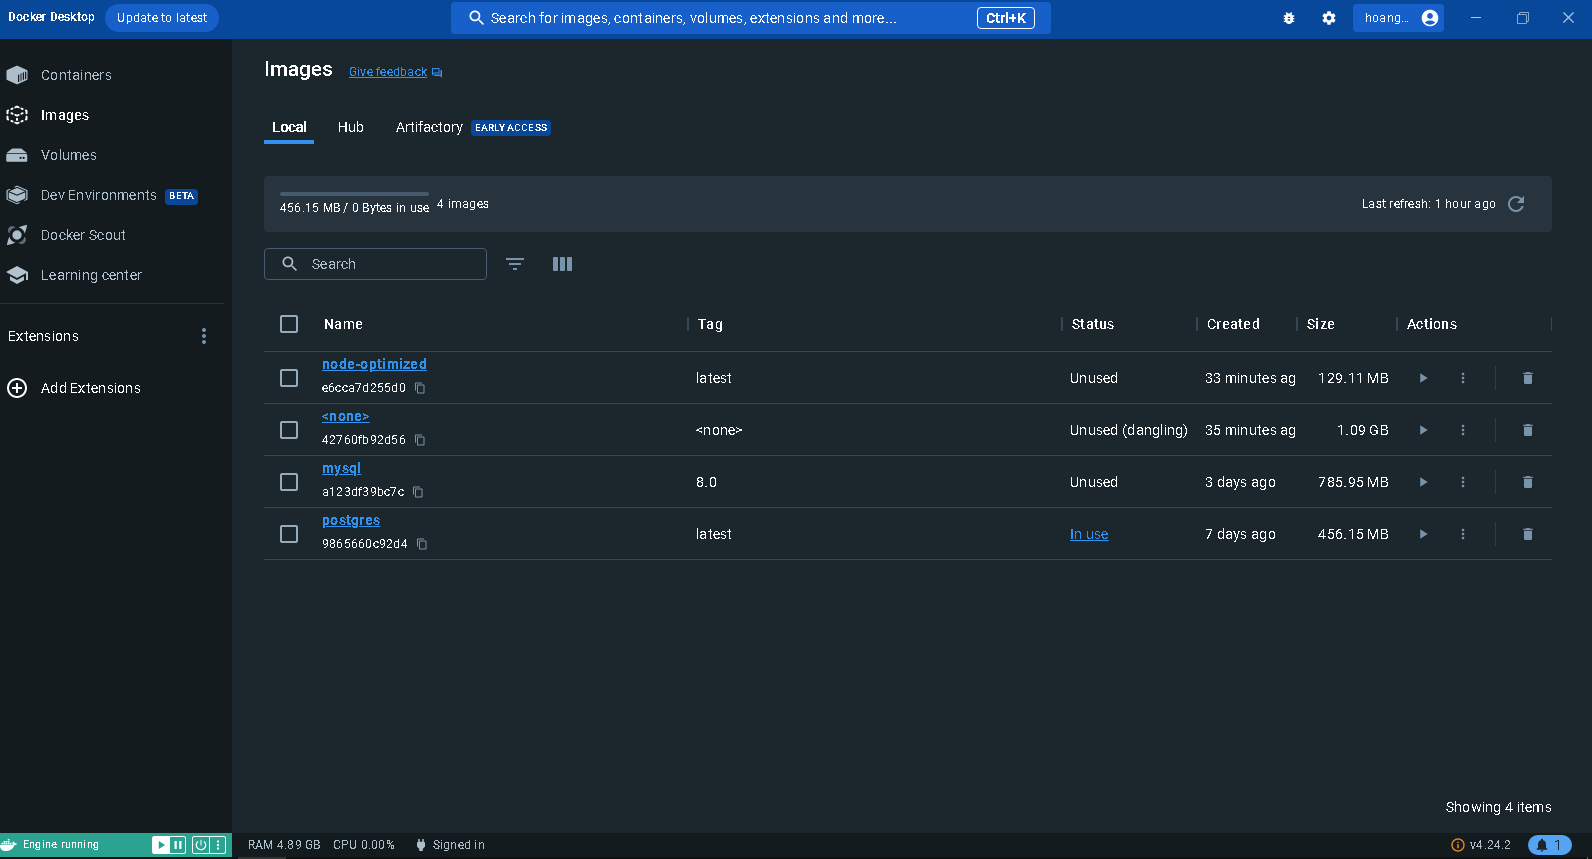 Docker Desktop Update to latest Search for images, containers, volumes, extensions and more... Ctrl+K hoang...
Containers
Images
Volumes
Dev Environments BETA
Docker Scout
Learning center
Extensions
Add Extensions
Images Give feedback
Local Hub Artifactory EARLY ACCESS
456.15 MB / 0 Bytes in use 4 images Last refresh: 1 hour ago
Search
Name Tag Status Created Size Actions
node-optimized
e6cca7d255d0 latest Unused 33 minutes ag 129.11 MB
<none>
42760fb92d56 <none> Unused (dangling) 35 minutes ag 1.09 GB
mysql
a123df39bc7c 8.0 Unused 3 days ago 785.95 MB
postgres
9865660c92d4 latest In use 7 days ago 456.15 MB
Showing 4 items
Engine running RAM 4.89 GB CPU 0.00% Signed in v4.24.2 1